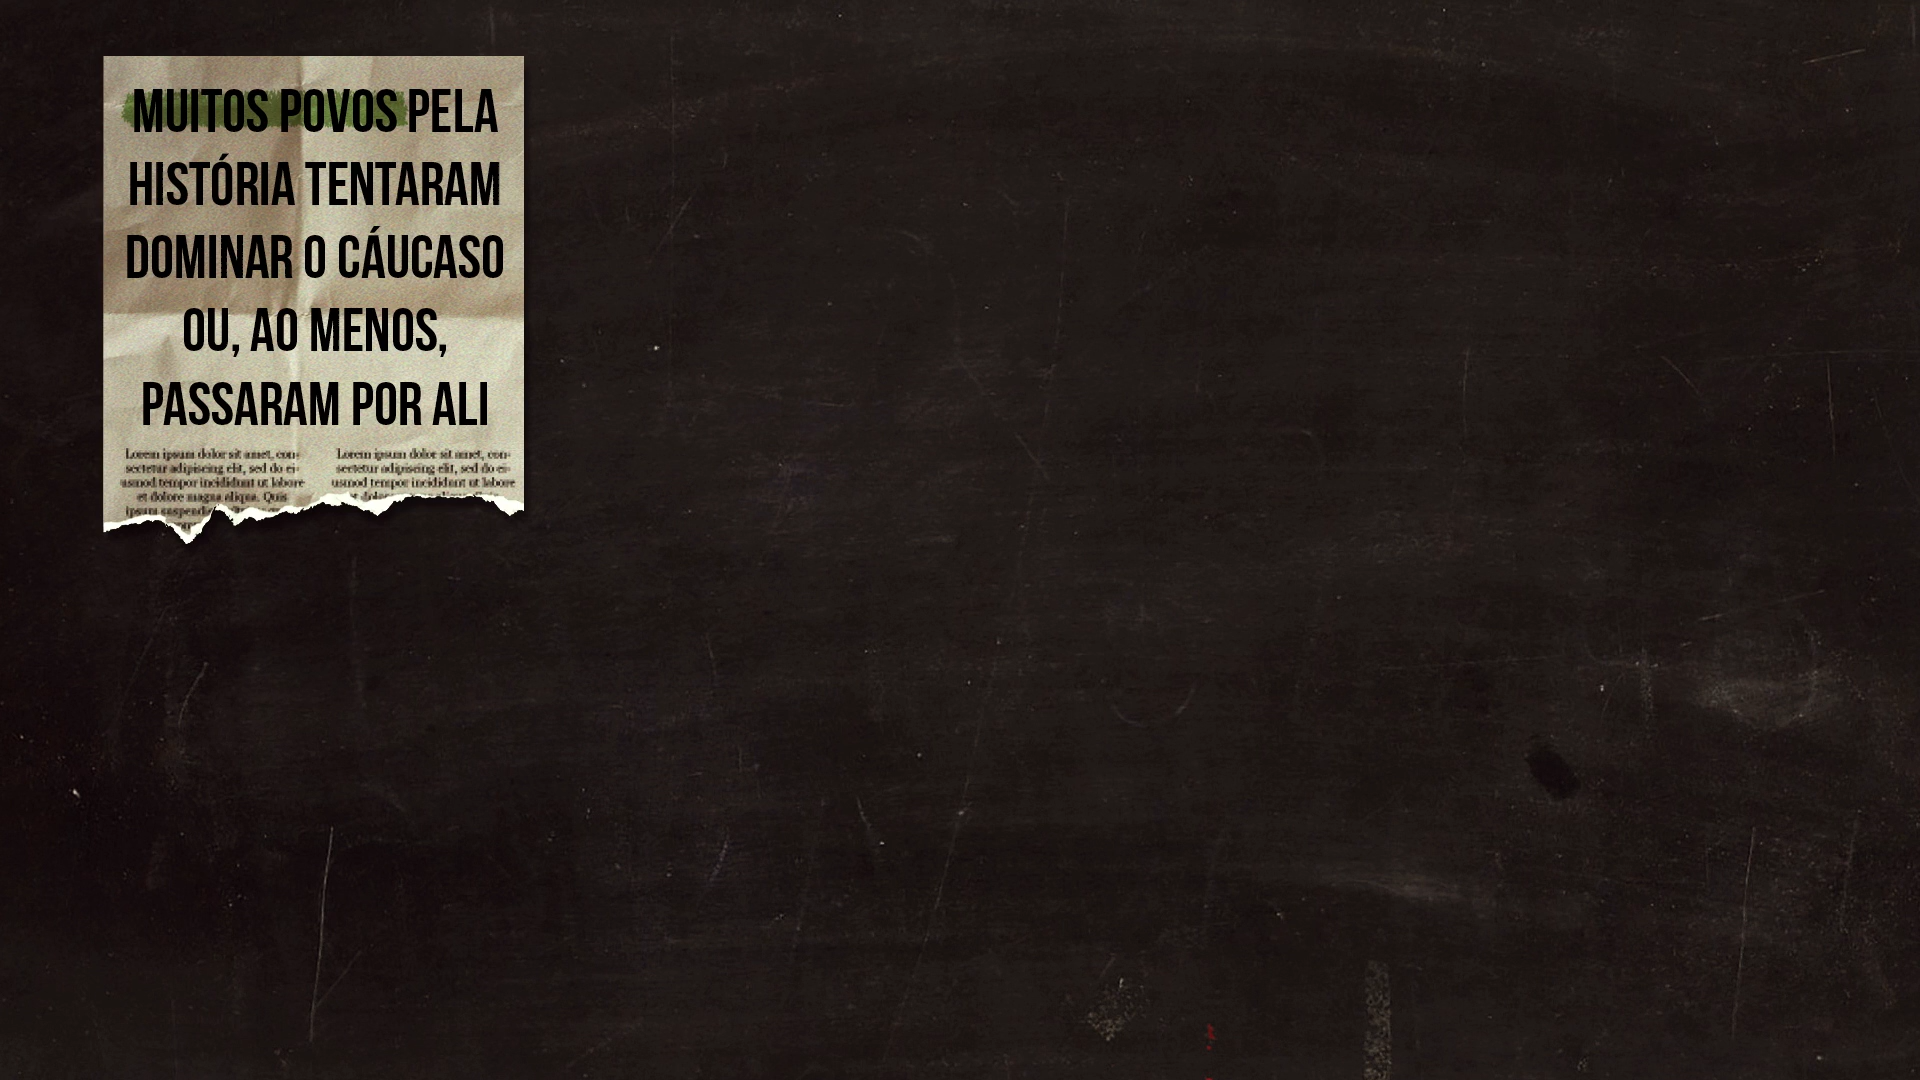 MUITOS POVOS PELA
HISTÓRIA TENTARAM
DOMINAR O CÁUCASO
OU, AO MENOS,
PASSARAM POR ALI
Lorem ipsum dolor sit amet, con-
sectetur adipiscing elit, sed do ei-
usmod tempor incididunt ut labore
et dolore magna aliqua. Quis
ipsum
Lorem ipsum dolor sit amet, con-
sectetur adipiscing elit, sed do ei-
usmod tempor incididunt ut labore